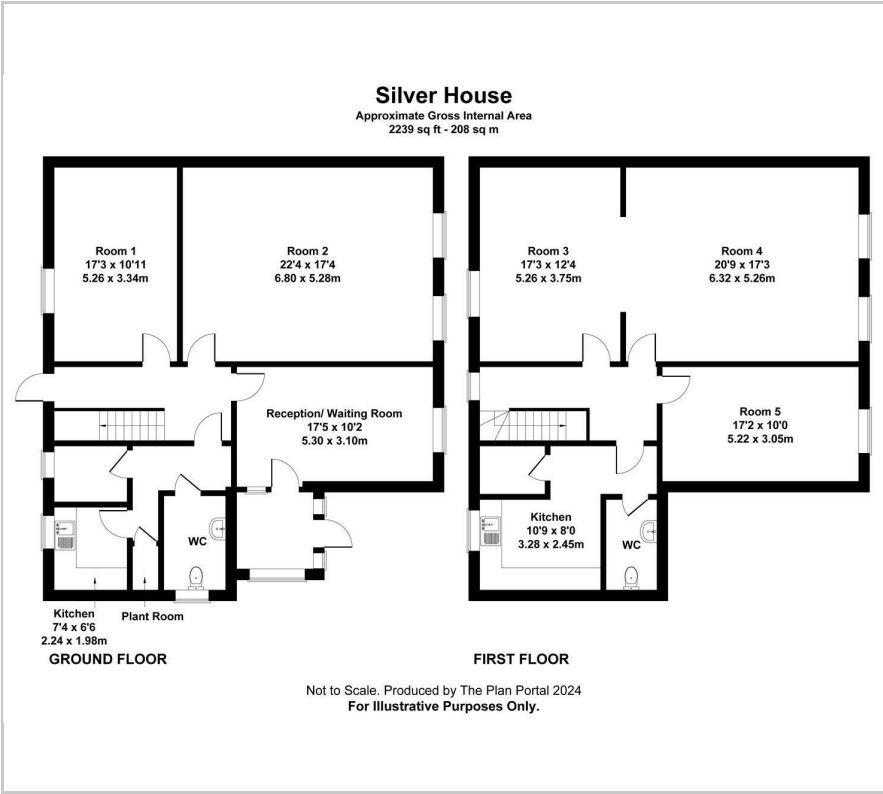 Silver House
Approximate Gross Internal Area
2239 sq ft - 208 sq m
Room 1
17'3 x 10'11
5.26 x 3.34m
Room 2
22'4 x 17'4
6.80 x 5.28m
Reception/ Waiting Room
17'5 x 10'2
5.30 x 3.10m
WC
Kitchen
7'4 x 6'6
2.24 x 1.98m
Plant Room
GROUND FLOOR
Room 3
17'3 x 12'4
5.26 x 3.75m
Room 4
20'9 x 17'3
6.32 x 5.26m
Room 5
17'2 x 10'0
5.22 x 3.05m
Kitchen
10'9 x 8'0
3.28 x 2.45m
WC
FIRST FLOOR
Not to Scale. Produced by The Plan Portal 2024
For Illustrative Purposes Only.